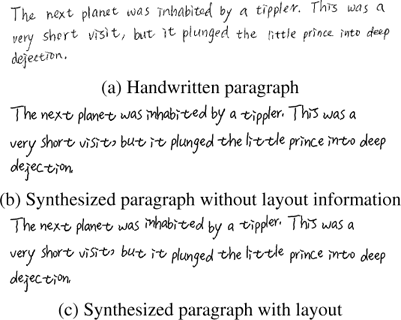 The next planet was inhabited by a tippler. This was a
very short visit, but it plunged the little prince into deep
dejection.
(a) Handwritten paragraph
The next planet was inhabited by a tippler. This was a
very short visit, but it plunged the little prince into deep
dejection.
(b) Synthesized paragraph without layout information
The next planet was inhabited by a tippler. This was a
very short visit, but it plunged the little prince into deep
dejection.
(c) Synthesized paragraph with layout